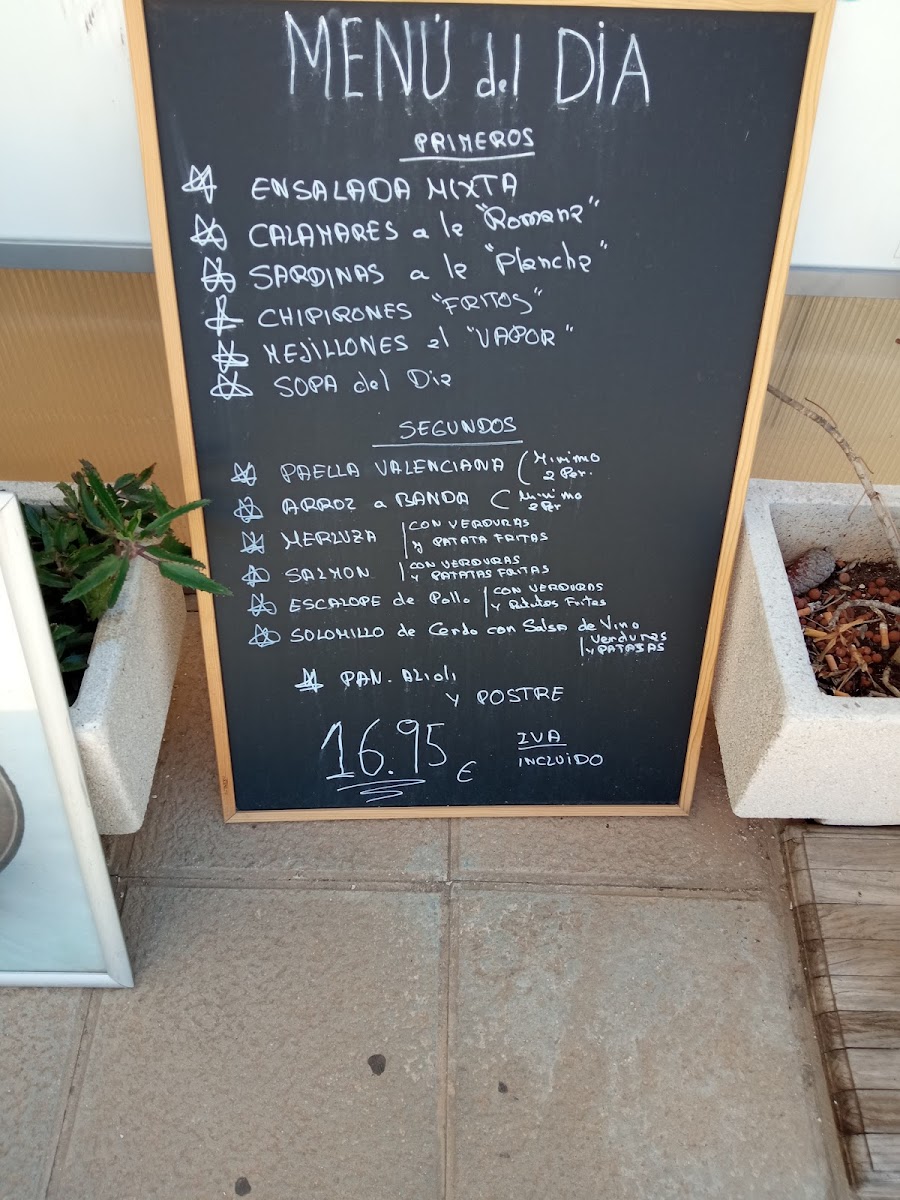 MENÚ del DÍA
PRIMEROS
ENSALADA MIXTA
CALAMARES a la "Romana"
SARDINAS a la "Plancha"
CHIPIRONES "FRITOS"
MEJILLONES al "VAPOR"
SOPA del Dia
SEGUNDOS
PAELLA VALENCIANA (Minimo
2 Per.
ARROZ a BANDA (Minimo
2 Per
MERLUZA CON VERDURAS
y PATATA FRITAS
SALMON CON VERDURAS
y PATATAS FRITAS
ESCALOPE de Pollo CON VERDURAS
y Patatas Fritas
SOLOMILLO de Cerdo con Salsa de Vino
Verduras
y PATATAS
PAN. ALIOLI
y POSTRE
16.95 €
IVA
INCLUIDO